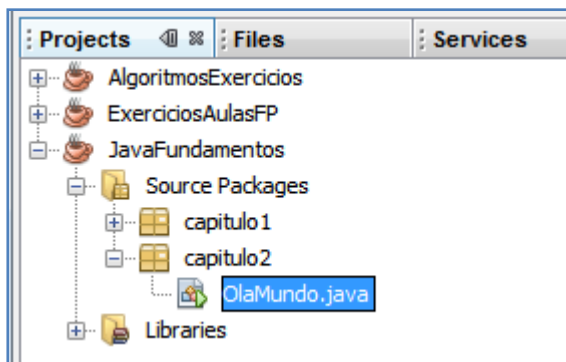 Projects Files Services
AlgoritmosExercicios
ExerciciosAulasFP
JavaFundamentos
Source Packages
capitulo1
capitulo2
OlaMundo.java
Libraries